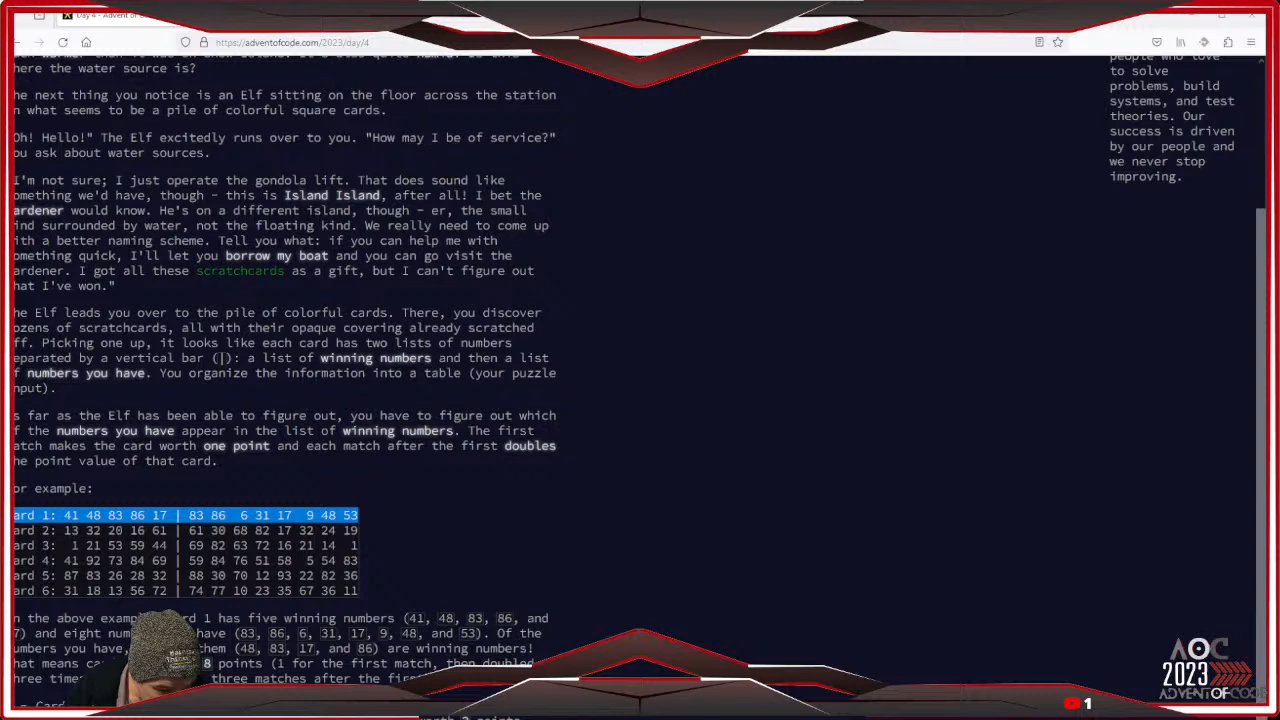 Day 4 - Advent of
https://adventofcode.com/2023/day/4
here the water source is?
he next thing you notice is an Elf sitting on the floor across the station
n what seems to be a pile of colorful square cards.
Oh! Hello!" The Elf excitedly runs over to you. "How may I be of service?"
ou ask about water sources.
I'm not sure; I just operate the gondola lift. That does sound like
omething we'd have, though - this is Island Island, after all! I bet the
ardener would know. He's on a different island, though - er, the small
ind surrounded by water, not the floating kind. We really need to come up
ith a better naming scheme. Tell you what: if you can help me with
omething quick, I'll let you borrow my boat and you can go visit the
ardener. I got all these scratchcards as a gift, but I can't figure out
hat I've won."
he Elf leads you over to the pile of colorful cards. There, you discover
ozens of scratchcards, all with their opaque covering already scratched
ff. Picking one up, it looks like each card has two lists of numbers
eparated by a vertical bar (|): a list of winning numbers and then a list
f numbers you have. You organize the information into a table (your puzzle
nput).
s far as the Elf has been able to figure out, you have to figure out which
f the numbers you have appear in the list of winning numbers. The first
atch makes the card worth one point and each match after the first doubles
he point value of that card.
or example:
ard 1: 41 48 83 86 17 | 83 86  6 31 17  9 48 53
ard 2: 13 32 20 16 61 | 61 30 68 82 17 32 24 19
ard 3:  1 21 53 59 44 | 69 82 63 72 16 21 14  1
ard 4: 41 92 73 84 69 | 59 84 76 51 58  5 54 83
ard 5: 87 83 26 28 32 | 88 30 70 12 93 22 82 36
ard 6: 31 18 13 56 72 | 74 77 10 23 35 67 36 11
n the above examp rd 1 has five winning numbers (41, 48, 83, 86, and
7) and eight num have (83, 86, 6, 31, 17, 9, 48, and 53). Of the
umbers you have, them (48, 83, 17, and 86) are winning numbers!
hat means ca 8 points (1 for the first match, then doubled
hree times three matches after the firs
people who love
to solve
problems, build
systems, and test
theories. Our
success is driven
by our people and
we never stop
improving.
AOC
2023
ADVENT OF CODE
1